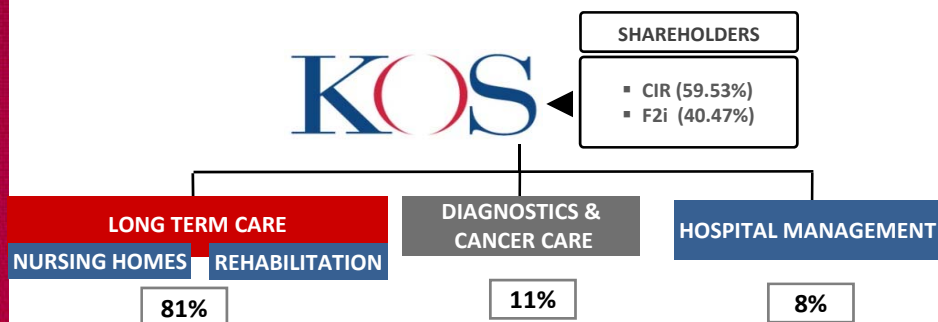 KOS
SHAREHOLDERS
▪ CIR (59.53%)
▪ F2i (40.47%)
LONG TERM CARE
NURSING HOMES
REHABILITATION
81%
DIAGNOSTICS &
CANCER CARE
11%
HOSPITAL MANAGEMENT
8%